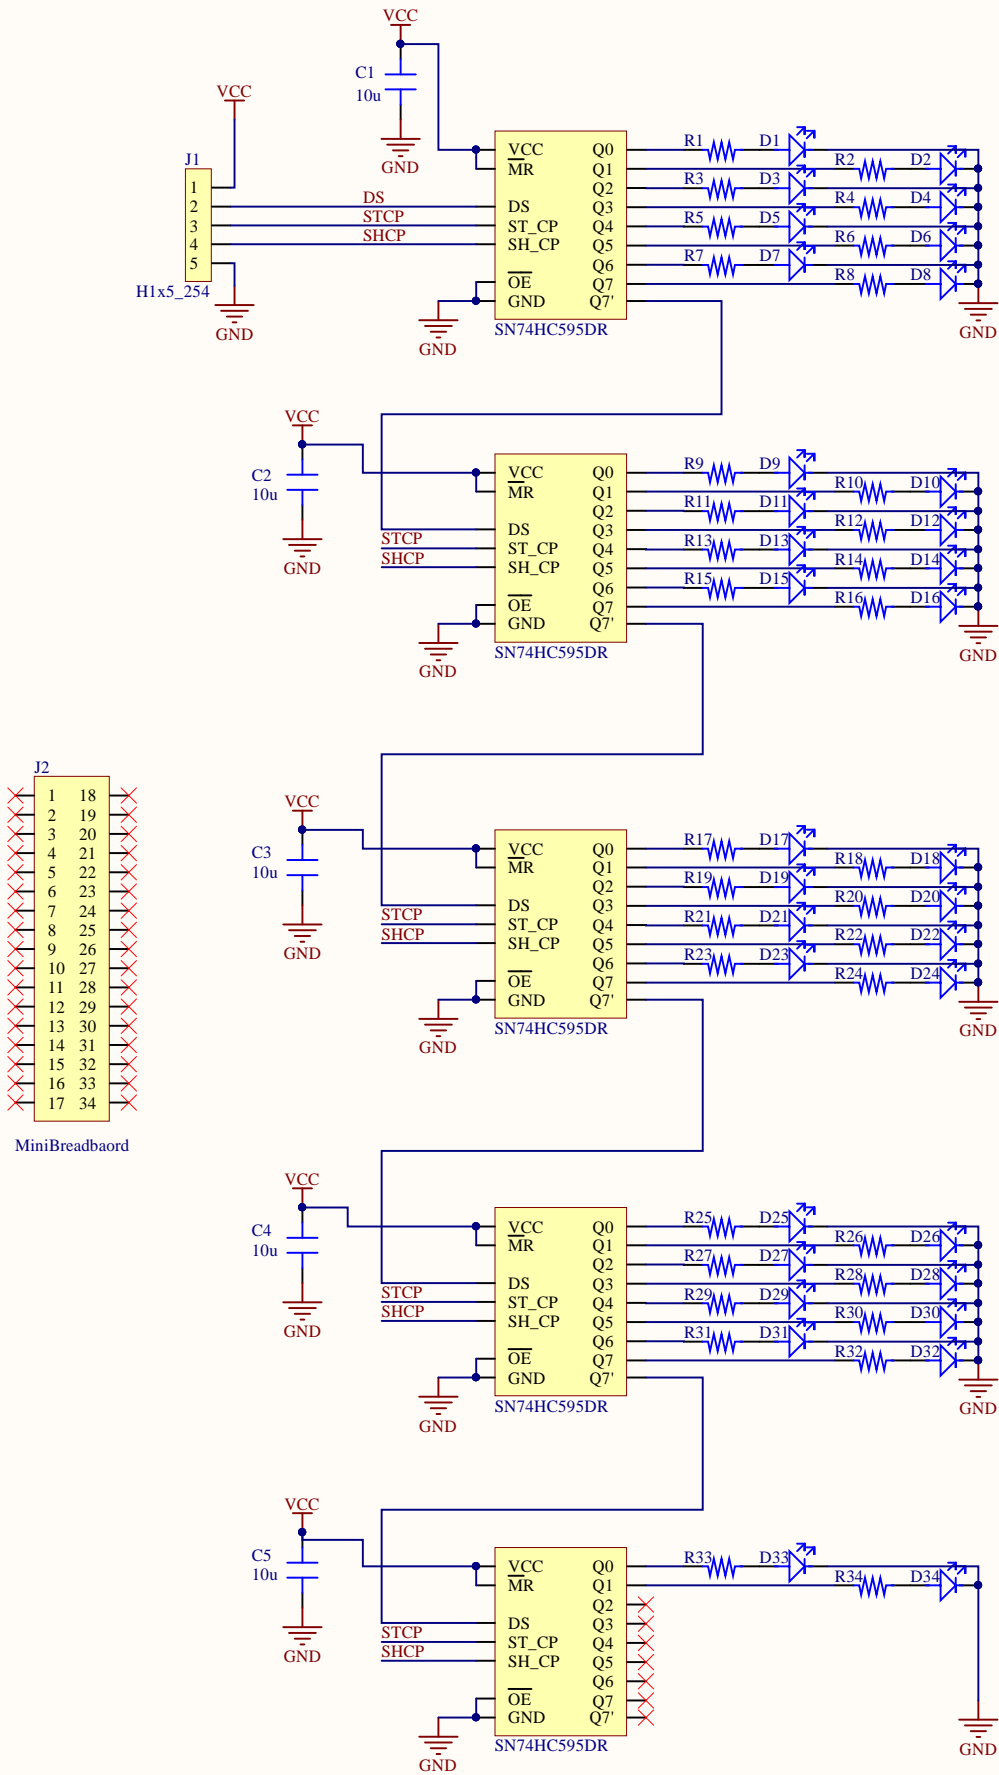 VCC
C1
10u
GND
VCC
J1
1
2
3
4
5
H1x5_254
GND
DS
STCP
SHCP
VCC Q0
MR Q1
Q2
DS Q3
ST_CP Q4
SH_CP Q5
Q6
OE Q7
GND Q7'
SN74HC595DR
GND
R1 D1
R2 D2
R3 D3
R4 D4
R5 D5
R6 D6
R7 D7
R8 D8
GND
VCC
C2
10u
GND
STCP
SHCP
VCC Q0
MR Q1
Q2
DS Q3
ST_CP Q4
SH_CP Q5
Q6
OE Q7
GND Q7'
SN74HC595DR
GND
R9 D9
R10 D10
R11 D11
R12 D12
R13 D13
R14 D14
R15 D15
R16 D16
GND
J2
1 18
2 19
3 20
4 21
5 22
6 23
7 24
8 25
9 26
10 27
11 28
12 29
13 30
14 31
15 32
16 33
17 34
MiniBreadbaord
VCC
C3
10u
GND
STCP
SHCP
VCC Q0
MR Q1
Q2
DS Q3
ST_CP Q4
SH_CP Q5
Q6
OE Q7
GND Q7'
SN74HC595DR
GND
R17 D17
R18 D18
R19 D19
R20 D20
R21 D21
R22 D22
R23 D23
R24 D24
GND
VCC
C4
10u
GND
STCP
SHCP
VCC Q0
MR Q1
Q2
DS Q3
ST_CP Q4
SH_CP Q5
Q6
OE Q7
GND Q7'
SN74HC595DR
GND
R25 D25
R26 D26
R27 D27
R28 D28
R29 D29
R30 D30
R31 D31
R32 D32
GND
VCC
C5
10u
GND
STCP
SHCP
VCC Q0
MR Q1
Q2
DS Q3
ST_CP Q4
SH_CP Q5
Q6
OE Q7
GND Q7'
SN74HC595DR
GND
R33 D33
R34 D34
GND